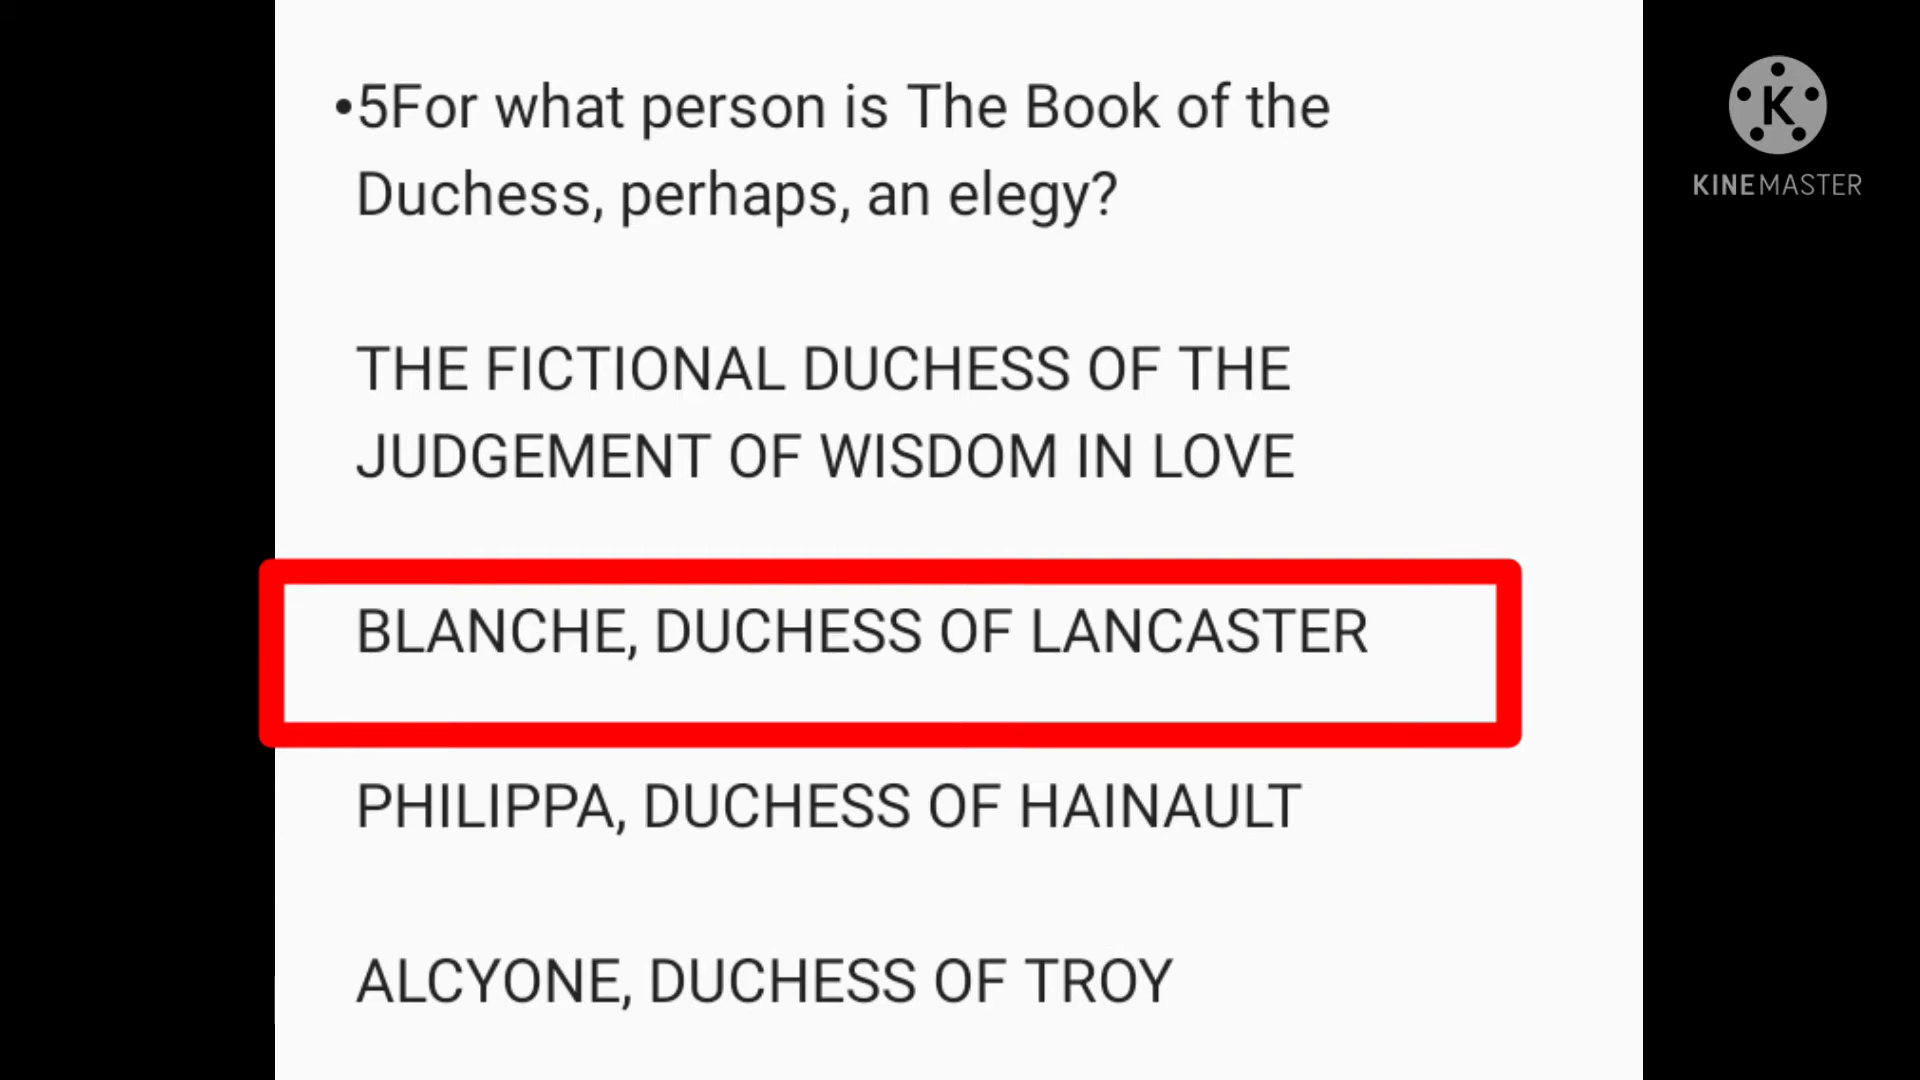 •5For what person is The Book of the
Duchess, perhaps, an elegy?
THE FICTIONAL DUCHESS OF THE
JUDGEMENT OF WISDOM IN LOVE
BLANCHE, DUCHESS OF LANCASTER
PHILIPPA, DUCHESS OF HAINAULT
ALCYONE, DUCHESS OF TROY
K
KINEMASTER